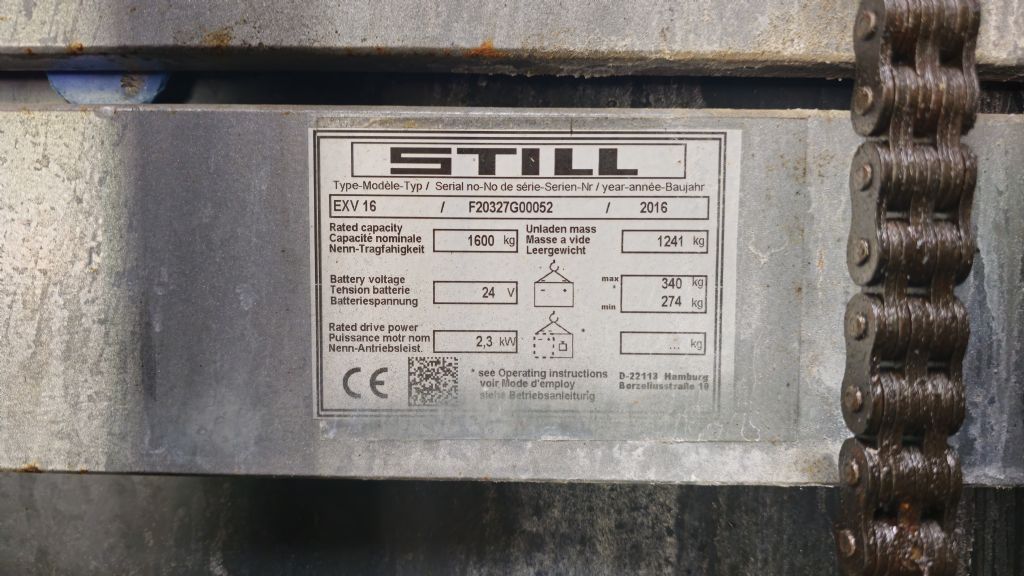 STILL
Type-Modèle-Typ / Serial no-No de série-Serien-Nr / year-année-Baujahr
EXV 16 / F20327G00052 / 2016
Rated capacity
Capacité nominale
Nenn-Tragfahigkeit
1600 kg
Unladen mass
Masse a vide
Leergewicht
1241 kg
Battery voltage
Tension batterie
Batteriespannung
24 V
- +
max 340 kg
*
min 274 kg
Rated drive power
Puissance motr nom
Nenn-Antriebsleist.
2,3 kW
*
... kg
CE
* see Operating instructions
voir Mode d'employ
siehe Betriebsanleitung
D-22113 Hamburg
Berzeliusstraße 10